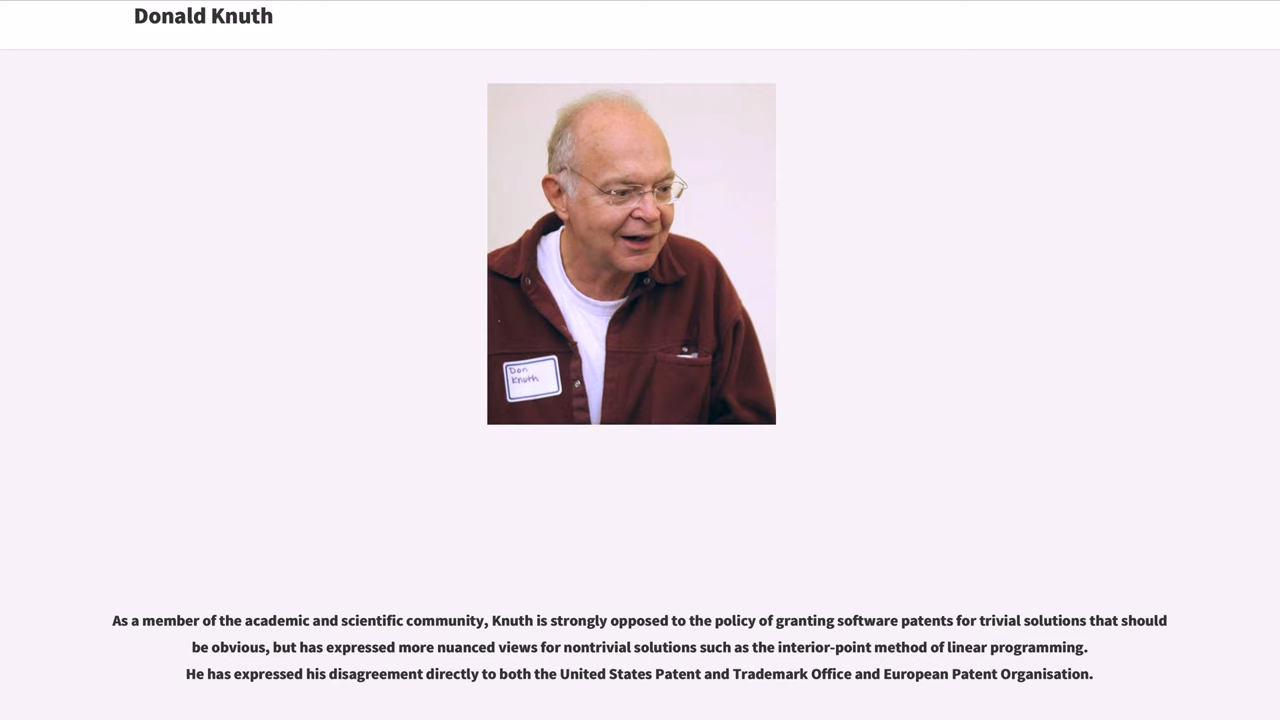 Donald Knuth
Don
Knuth
As a member of the academic and scientific community, Knuth is strongly opposed to the policy of granting software patents for trivial solutions that should
be obvious, but has expressed more nuanced views for nontrivial solutions such as the interior-point method of linear programming.
He has expressed his disagreement directly to both the United States Patent and Trademark Office and European Patent Organisation.